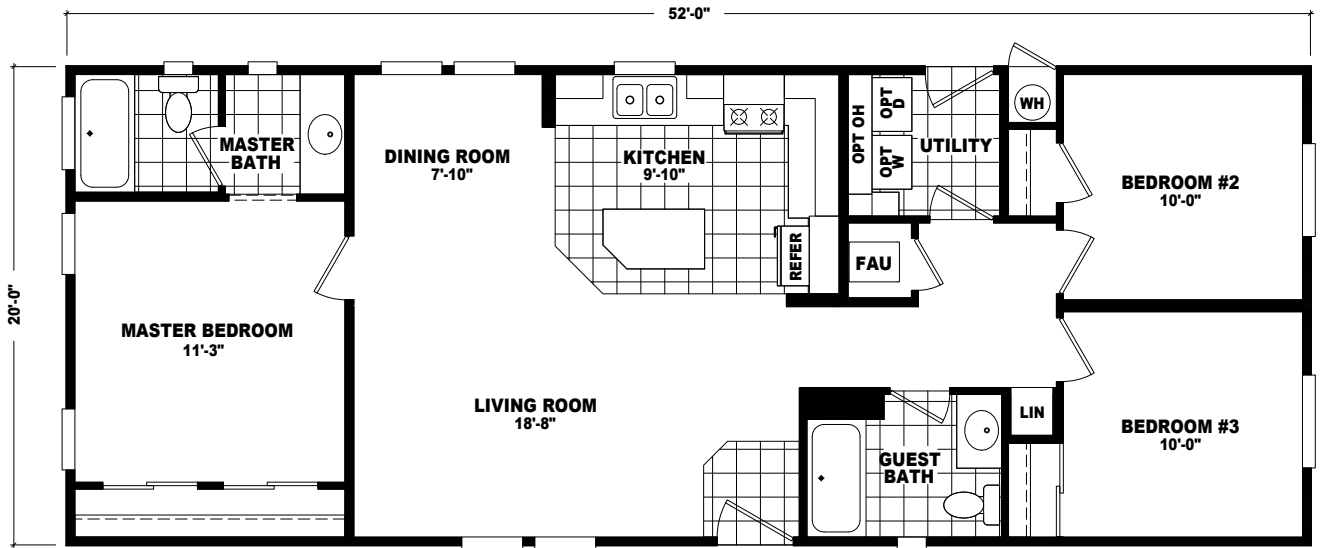 52'-0"
20'-0"
MASTER
BATH
DINING ROOM
7'-10"
KITCHEN
9'-10"
OPT OH
OPT
D
OPT
W
UTILITY
WH
BEDROOM #2
10'-0"
REFER
FAU
MASTER BEDROOM
11'-3"
LIVING ROOM
18'-8"
LIN
BEDROOM #3
10'-0"
GUEST
BATH